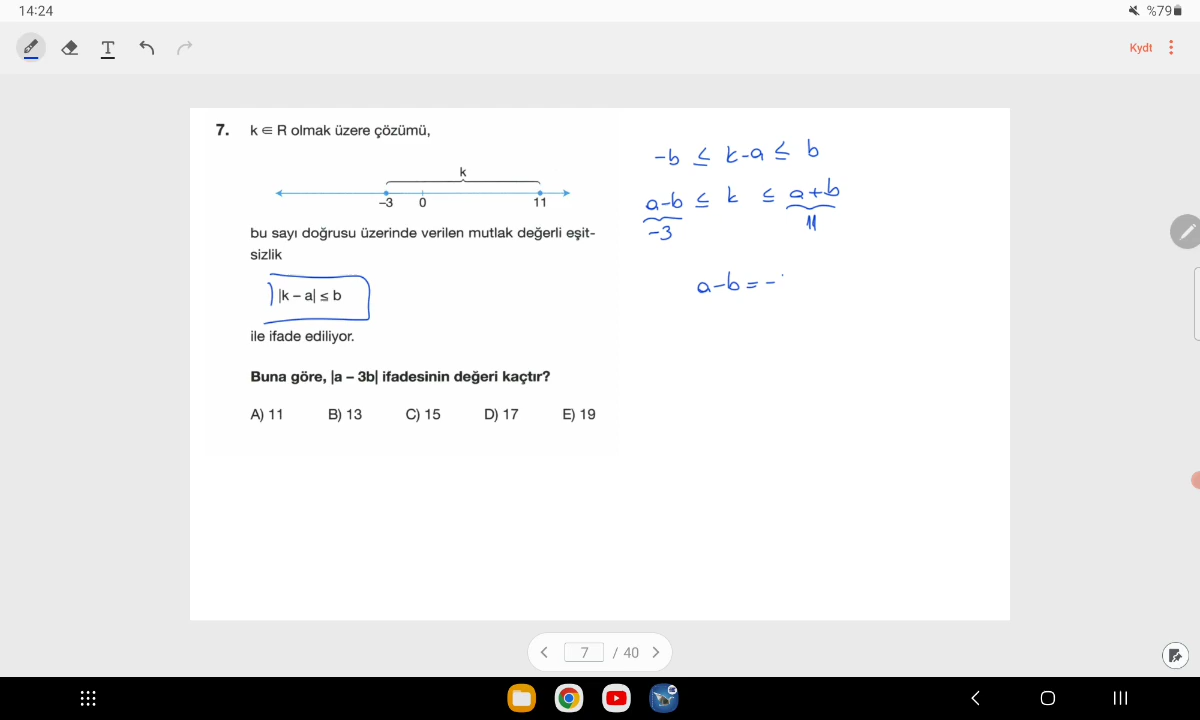 14:24
%79
T
Kydt
7. k ∈ R olmak üzere çözümü,
k
-3 0 11
bu sayı doğrusu üzerinde verilen mutlak değerli eşit-
sizlik
|k – a| ≤ b
ile ifade ediliyor.
Buna göre, |a – 3b| ifadesinin değeri kaçtır?
A) 11 B) 13 C) 15 D) 17 E) 19
-b ≤ k-a ≤ b
a-b ≤ k ≤ a+b
-3 11
a-b = -
7 / 40